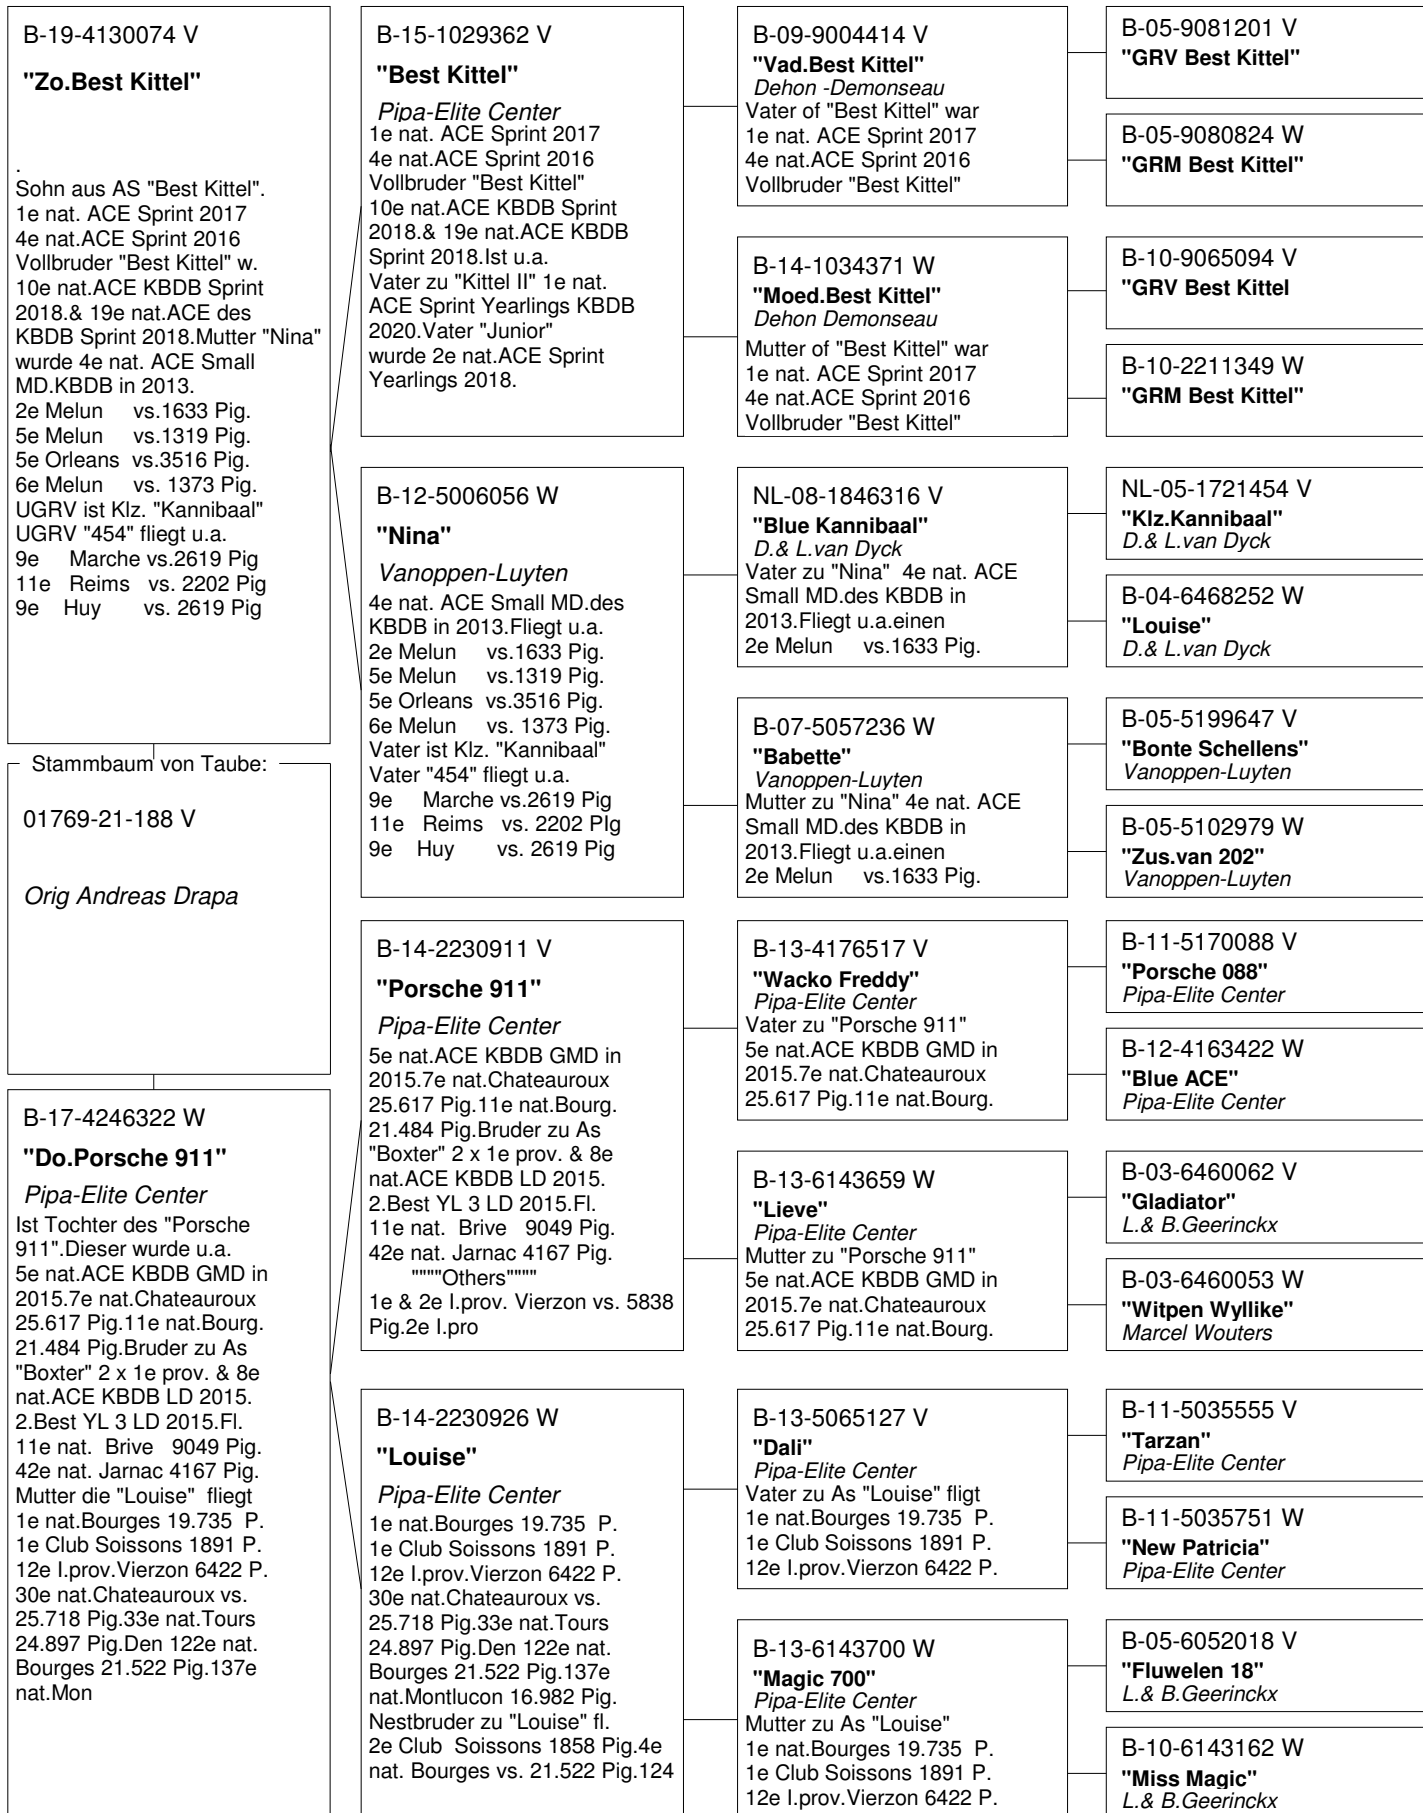 B-19-4130074 V
"Zo.Best Kittel"
.
Sohn aus AS "Best Kittel".
1e nat. ACE Sprint 2017
4e nat.ACE Sprint 2016
Vollbruder "Best Kittel" w.
10e nat.ACE KBDB Sprint
2018.& 19e nat.ACE des
KBDB Sprint 2018.Mutter "Nina"
wurde 4e nat. ACE Small
MD.KBDB in 2013.
2e Melun vs.1633 Pig.
5e Melun vs.1319 Pig.
5e Orleans vs.3516 Pig.
6e Melun vs. 1373 Pig.
UGRV ist Klz. "Kannibaal"
UGRV "454" fliegt u.a.
9e Marche vs.2619 Pig
11e Reims vs. 2202 Pig
9e Huy vs. 2619 Pig
Stammbaum von Taube:
01769-21-188 V
Orig Andreas Drapa
B-17-4246322 W
"Do.Porsche 911"
Pipa-Elite Center
Ist Tochter des "Porsche
911".Dieser wurde u.a.
5e nat.ACE KBDB GMD in
2015.7e nat.Chateauroux
25.617 Pig.11e nat.Bourg.
21.484 Pig.Bruder zu As
"Boxter" 2 x 1e prov. & 8e
nat.ACE KBDB LD 2015.
2.Best YL 3 LD 2015.Fl.
11e nat. Brive 9049 Pig.
42e nat. Jarnac 4167 Pig.
Mutter die "Louise" fliegt
1e nat.Bourges 19.735 P.
1e Club Soissons 1891 P.
12e I.prov.Vierzon 6422 P.
30e nat.Chateauroux vs.
25.718 Pig.33e nat.Tours
24.897 Pig.Den 122e nat.
Bourges 21.522 Pig.137e
nat.Mon
B-15-1029362 V
"Best Kittel"
Pipa-Elite Center
1e nat. ACE Sprint 2017
4e nat.ACE Sprint 2016
Vollbruder "Best Kittel"
10e nat.ACE KBDB Sprint
2018.& 19e nat.ACE KBDB
Sprint 2018.Ist u.a.
Vater zu "Kittel II" 1e nat.
ACE Sprint Yearlings KBDB
2020.Vater "Junior"
wurde 2e nat.ACE Sprint
Yearlings 2018.
B-12-5006056 W
"Nina"
Vanoppen-Luyten
4e nat. ACE Small MD.des
KBDB in 2013.Fliegt u.a.
2e Melun vs.1633 Pig.
5e Melun vs.1319 Pig.
5e Orleans vs.3516 Pig.
6e Melun vs. 1373 Pig.
Vater ist Klz. "Kannibaal"
Vater "454" fliegt u.a.
9e Marche vs.2619 Pig
11e Reims vs. 2202 PIg
9e Huy vs. 2619 Pig
B-14-2230911 V
"Porsche 911"
Pipa-Elite Center
5e nat.ACE KBDB GMD in
2015.7e nat.Chateauroux
25.617 Pig.11e nat.Bourg.
21.484 Pig.Bruder zu As
"Boxter" 2 x 1e prov. & 8e
nat.ACE KBDB LD 2015.
2.Best YL 3 LD 2015.Fl.
11e nat. Brive 9049 Pig.
42e nat. Jarnac 4167 Pig.
""""Others""""
1e & 2e I.prov. Vierzon vs. 5838
Pig.2e I.pro
B-14-2230926 W
"Louise"
Pipa-Elite Center
1e nat.Bourges 19.735 P.
1e Club Soissons 1891 P.
12e I.prov.Vierzon 6422 P.
30e nat.Chateauroux vs.
25.718 Pig.33e nat.Tours
24.897 Pig.Den 122e nat.
Bourges 21.522 Pig.137e
nat.Montlucon 16.982 Pig.
Nestbruder zu "Louise" fl.
2e Club Soissons 1858 Pig.4e
nat. Bourges vs. 21.522 Pig.124
B-09-9004414 V
"Vad.Best Kittel"
Dehon -Demonseau
Vater of "Best Kittel" war
1e nat. ACE Sprint 2017
4e nat.ACE Sprint 2016
Vollbruder "Best Kittel"
B-14-1034371 W
"Moed.Best Kittel"
Dehon Demonseau
Mutter of "Best Kittel" war
1e nat. ACE Sprint 2017
4e nat.ACE Sprint 2016
Vollbruder "Best Kittel"
NL-08-1846316 V
"Blue Kannibaal"
D.& L.van Dyck
Vater zu "Nina" 4e nat. ACE
Small MD.des KBDB in
2013.Fliegt u.a.einen
2e Melun vs.1633 Pig.
B-07-5057236 W
"Babette"
Vanoppen-Luyten
Mutter zu "Nina" 4e nat. ACE
Small MD.des KBDB in
2013.Fliegt u.a.einen
2e Melun vs.1633 Pig.
B-13-4176517 V
"Wacko Freddy"
Pipa-Elite Center
Vater zu "Porsche 911"
5e nat.ACE KBDB GMD in
2015.7e nat.Chateauroux
25.617 Pig.11e nat.Bourg.
B-13-6143659 W
"Lieve"
Pipa-Elite Center
Mutter zu "Porsche 911"
5e nat.ACE KBDB GMD in
2015.7e nat.Chateauroux
25.617 Pig.11e nat.Bourg.
B-13-5065127 V
"Dali"
Pipa-Elite Center
Vater zu As "Louise" fligt
1e nat.Bourges 19.735 P.
1e Club Soissons 1891 P.
12e I.prov.Vierzon 6422 P.
B-13-6143700 W
"Magic 700"
Pipa-Elite Center
Mutter zu As "Louise"
1e nat.Bourges 19.735 P.
1e Club Soissons 1891 P.
12e I.prov.Vierzon 6422 P.
B-05-9081201 V
"GRV Best Kittel"
B-05-9080824 W
"GRM Best Kittel"
B-10-9065094 V
"GRV Best Kittel
B-10-2211349 W
"GRM Best Kittel"
NL-05-1721454 V
"Klz.Kannibaal"
D.& L.van Dyck
B-04-6468252 W
"Louise"
D.& L.van Dyck
B-05-5199647 V
"Bonte Schellens"
Vanoppen-Luyten
B-05-5102979 W
"Zus.van 202"
Vanoppen-Luyten
B-11-5170088 V
"Porsche 088"
Pipa-Elite Center
B-12-4163422 W
"Blue ACE"
Pipa-Elite Center
B-03-6460062 V
"Gladiator"
L.& B.Geerinckx
B-03-6460053 W
"Witpen Wyllike"
Marcel Wouters
B-11-5035555 V
"Tarzan"
Pipa-Elite Center
B-11-5035751 W
"New Patricia"
Pipa-Elite Center
B-05-6052018 V
"Fluwelen 18"
L.& B.Geerinckx
B-10-6143162 W
"Miss Magic"
L.& B.Geerinckx